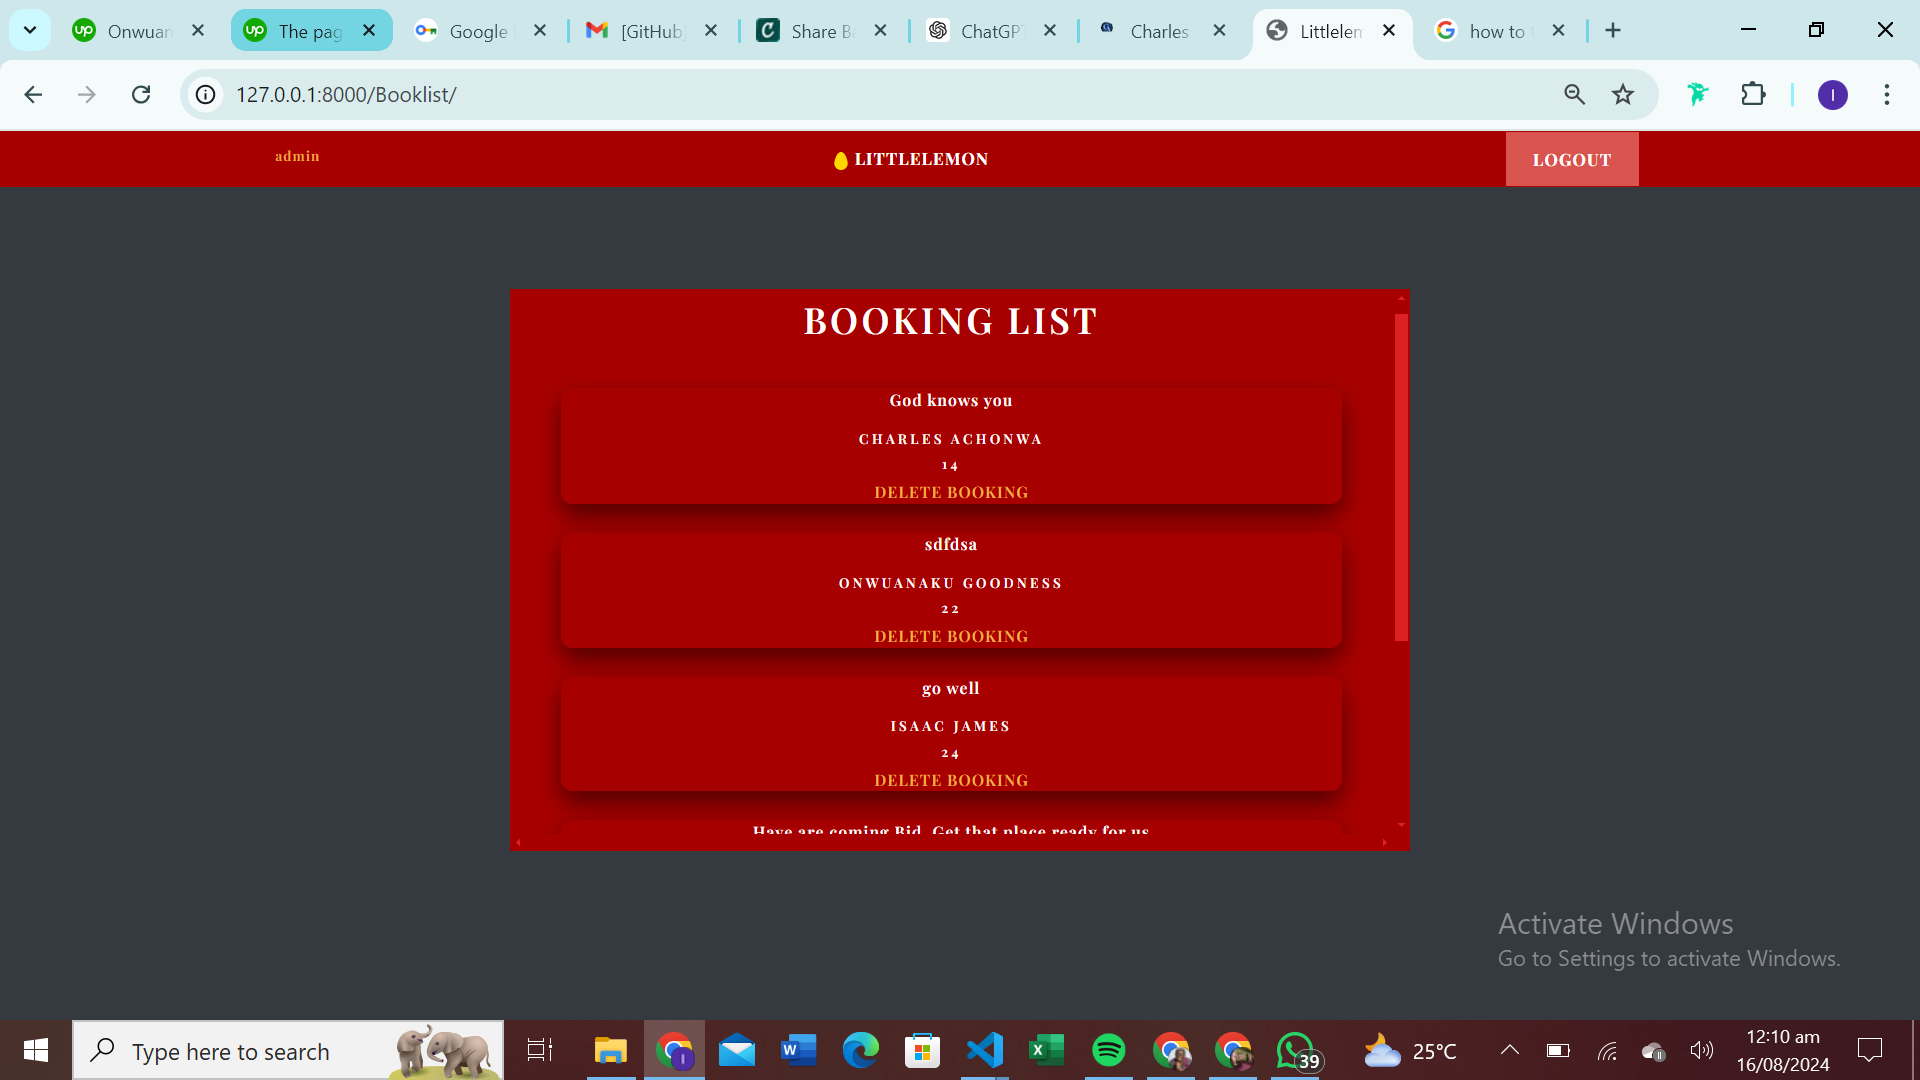 Onwuan
The pag
Google
[GitHub]
Share Ba
ChatGPT
Charles
Littlelem
how to
127.0.0.1:8000/Booklist/
I
admin
LITTLELEMON
LOGOUT
BOOKING LIST
God knows you
CHARLES ACHONWA
14
DELETE BOOKING
sdfdsa
ONWUANAKU GOODNESS
22
DELETE BOOKING
go well
ISAAC JAMES
24
DELETE BOOKING
Have are coming Bid. Get that place ready for us
Activate Windows
Go to Settings to activate Windows.
Type here to search
39
25°C
12:10 am
16/08/2024